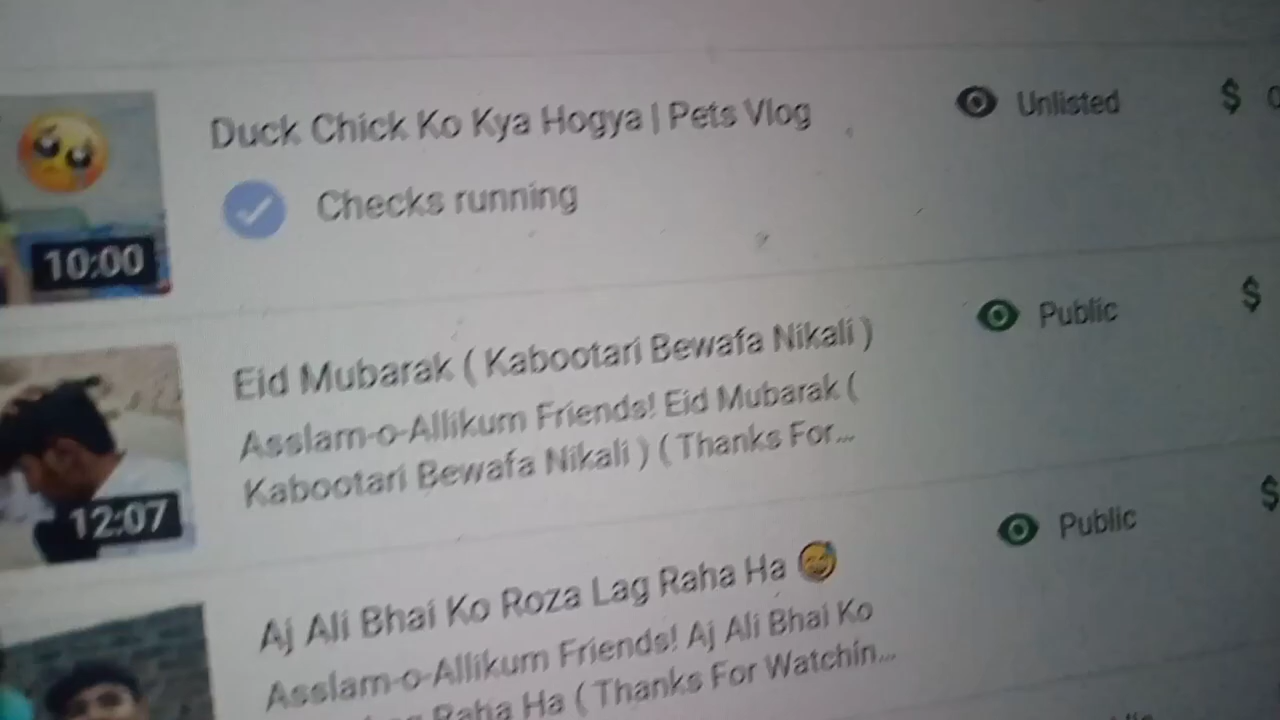 Duck Chick Ko Kya Hogya | Pets Vlog
Unlisted
$
Checks running
10:00
Eid Mubarak ( Kabootari Bewafa Nikali )
Public
$
Asslam-o-Allikum Friends! Eid Mubarak (
Kabootari Bewafa Nikali ) ( Thanks For...
12:07
Aj Ali Bhai Ko Roza Lag Raha Ha 😅
Public
$
Asslam-o-Allikum Friends! Aj Ali Bhai Ko
Raha Ha ( Thanks For Watchin...